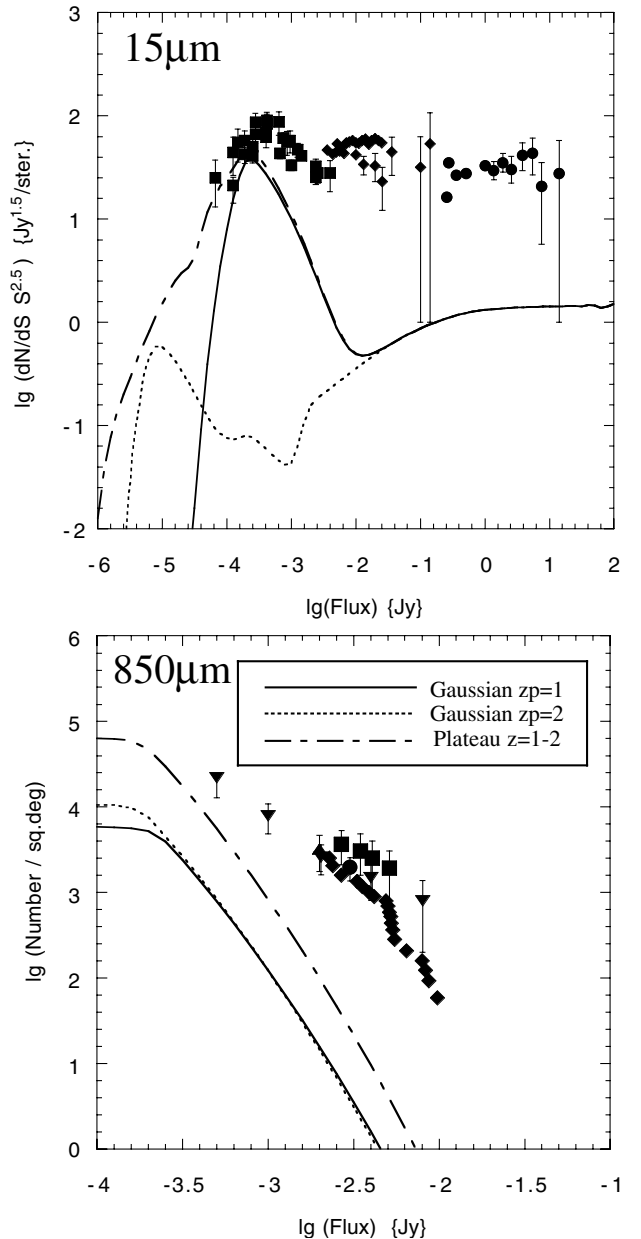 15μm
3
2
1
0
-1
-2
lg (dN/dS S^2.5) {Jy^1.5/ster.}
-6 -5 -4 -3 -2 -1 0 1 2
lg(Flux) {Jy}
850μm
Gaussian zp=1
Gaussian zp=2
Plateau z=1-2
6
5
4
3
2
1
0
lg (Number / sq.deg)
-4 -3.5 -3 -2.5 -2 -1.5 -1
lg (Flux) {Jy}